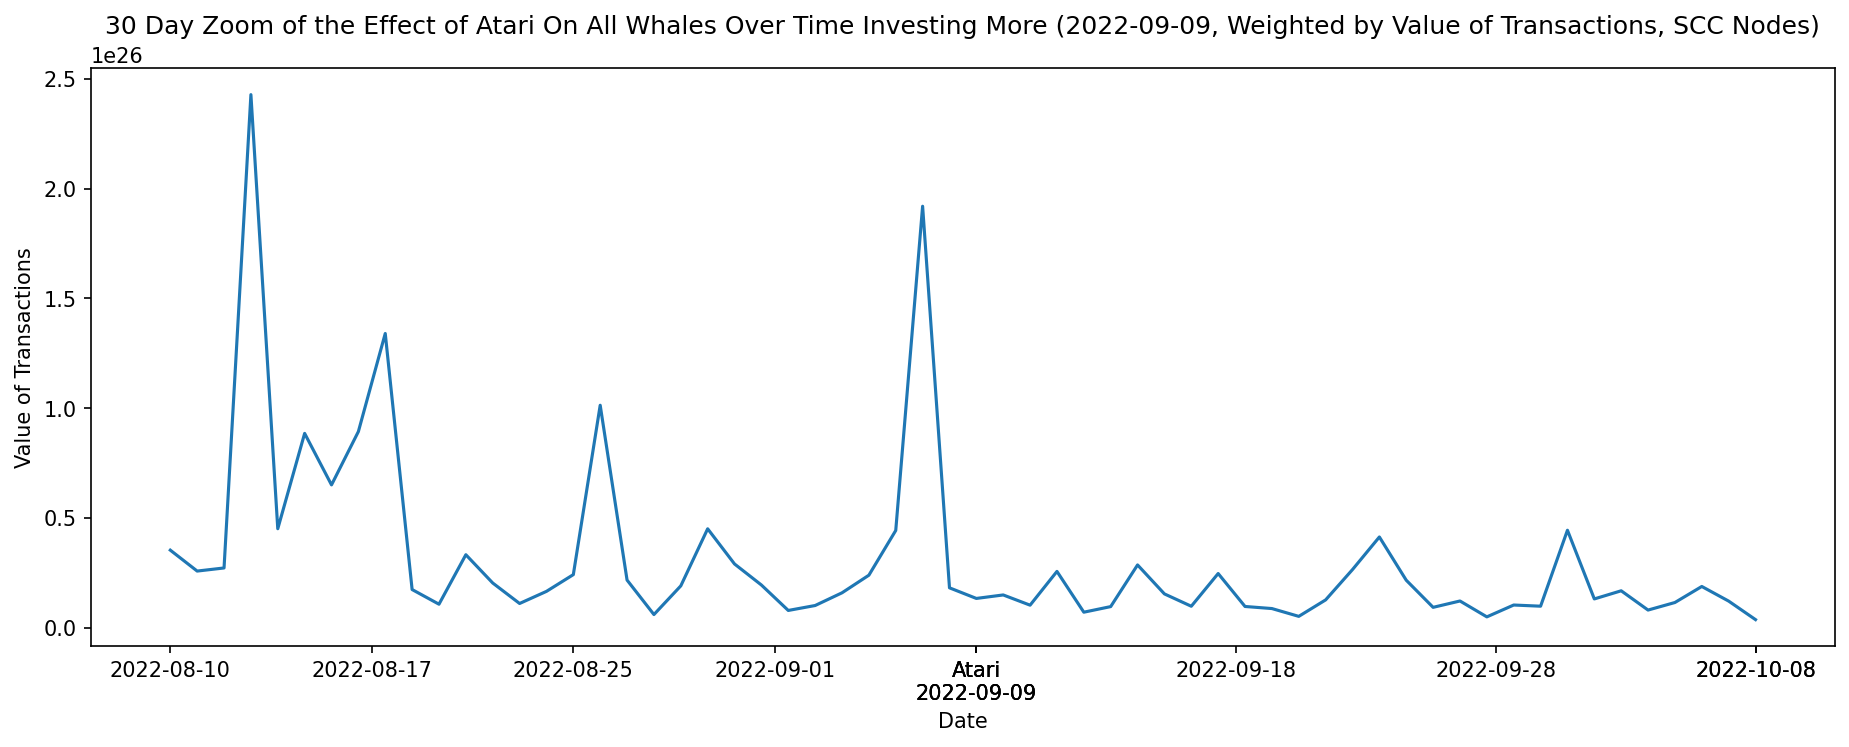 30 Day Zoom of the Effect of Atari On All Whales Over Time Investing More (2022-09-09, Weighted by Value of Transactions, SCC Nodes)
1e26
2.5
2.0
1.5
1.0
0.5
0.0
Value of Transactions
2022-08-10 2022-08-17 2022-08-25 2022-09-01 Atari 2022-09-18 2022-09-28 2022-10-08
2022-09-09
Date